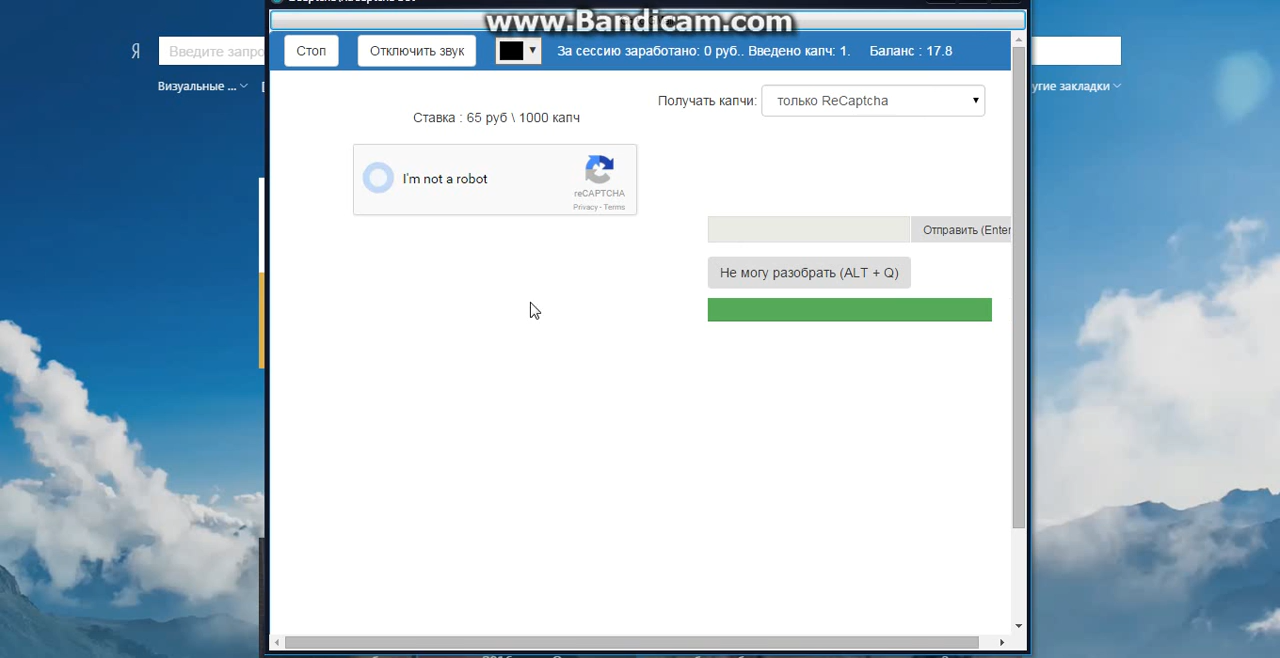 www.Bandicam.com
Я
Введите запро
Визуальные ...
угие закладки
Стоп
Отключить звук
За сессию заработано: 0 руб.. Введено капч: 1.
Баланс : 17.8
Получать капчи:
только ReCaptcha
Ставка : 65 руб \ 1000 капч
I'm not a robot
reCAPTCHA
Privacy - Terms
Отправить (Enter
Не могу разобрать (ALT + Q)